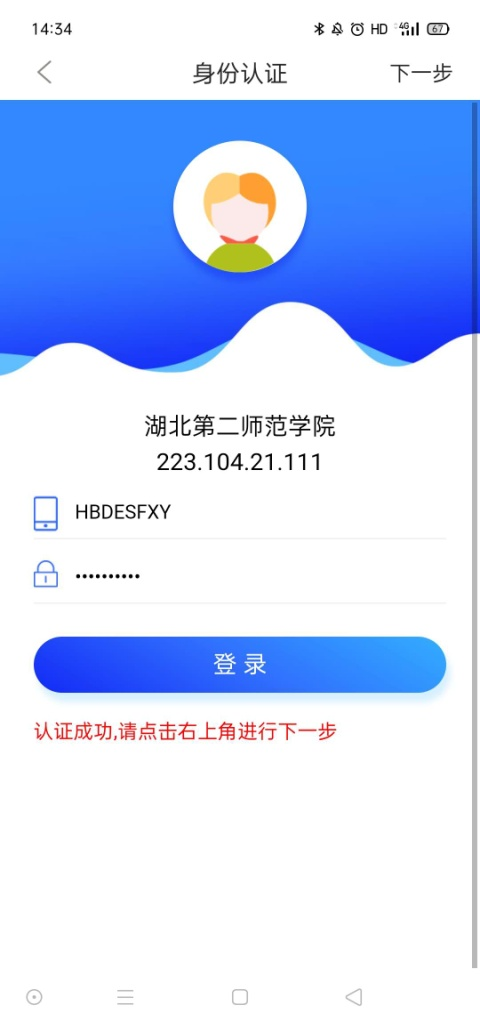 14:34
HD 4G 67
身份认证
下一步
湖北第二师范学院
223.104.21.111
HBDESFXY
••••••••••
登录
认证成功,请点击右上角进行下一步